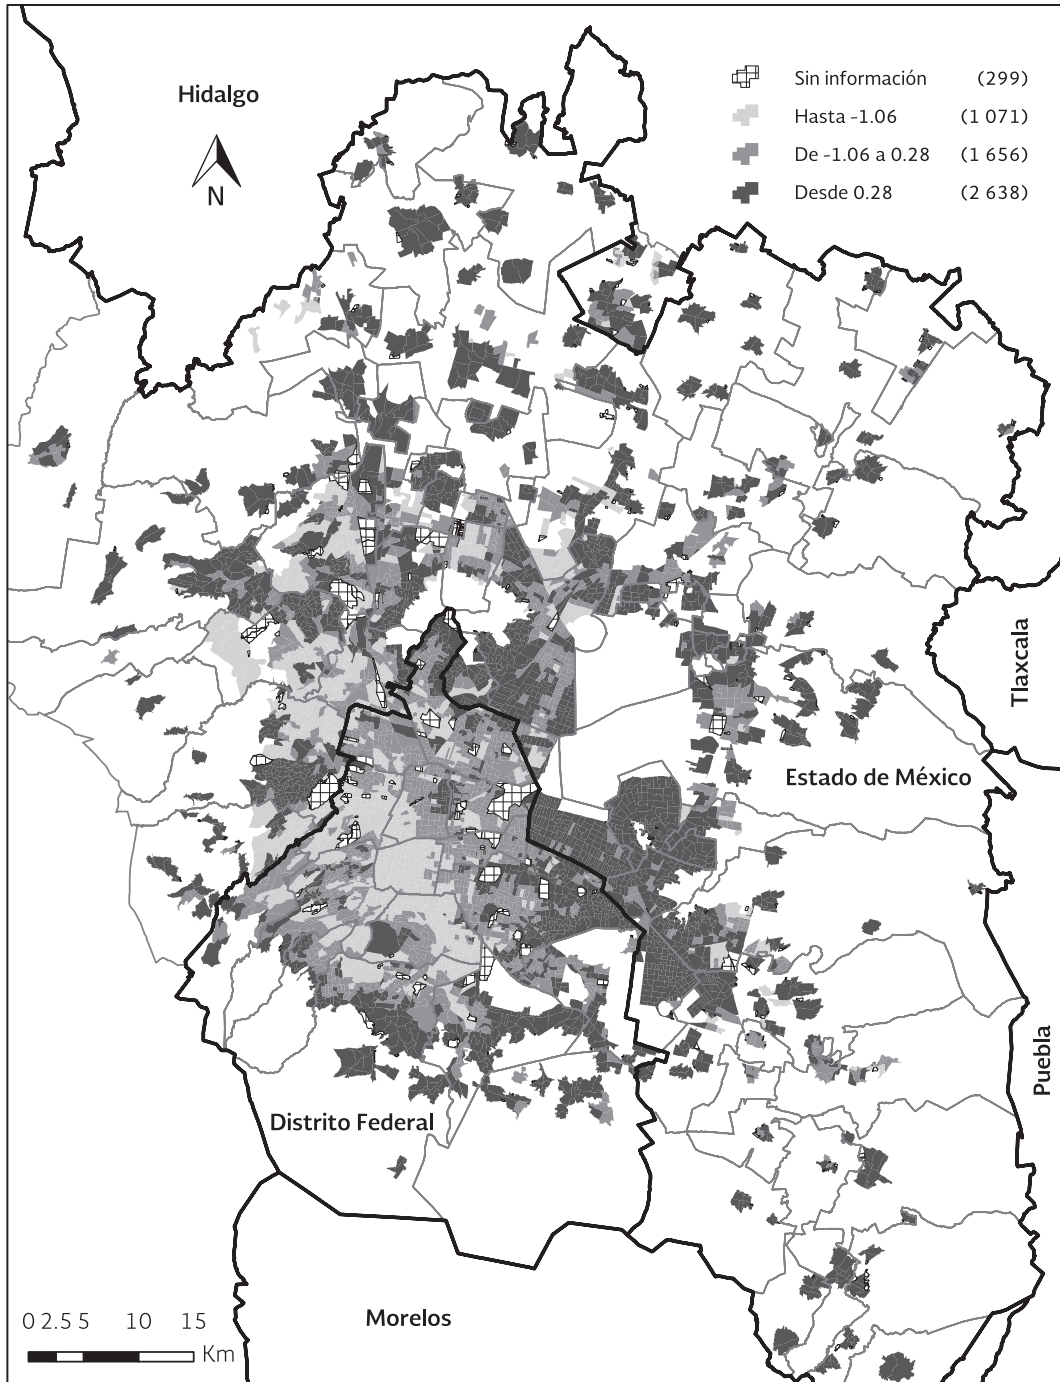 Hidalgo
N
Sin información (299)
Hasta -1.06 (1 071)
De -1.06 a 0.28 (1 656)
Desde 0.28 (2 638)
Tlaxcala
Estado de México
Puebla
Distrito Federal
Morelos
0 2.5 5 10 15
Km